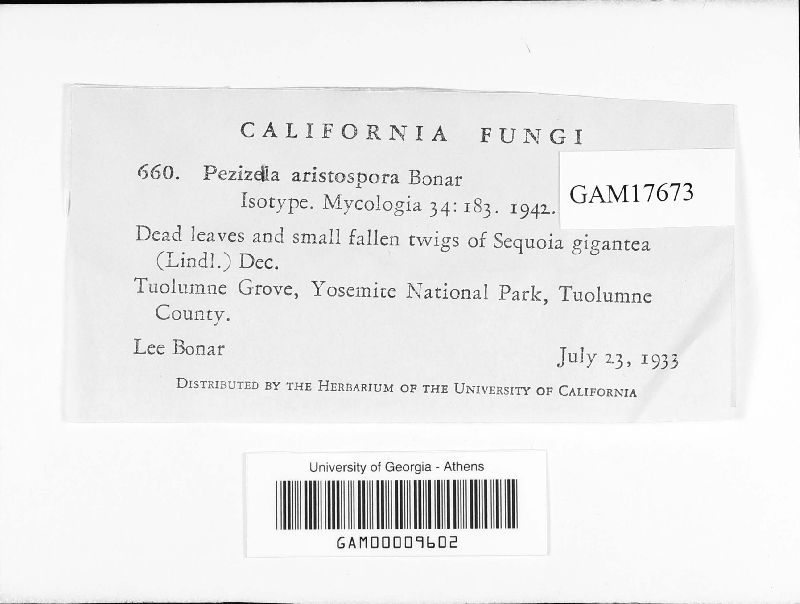 CALIFORNIA FUNGI
660. Pezizella aristospora Bonar
Isotype. Mycologia 34: 183. 1942.
GAM17673
Dead leaves and small fallen twigs of Sequoia gigantea
(Lindl.) Dec.
Tuolumne Grove, Yosemite National Park, Tuolumne
County.
Lee Bonar
July 23, 1933
DISTRIBUTED BY THE HERBARIUM OF THE UNIVERSITY OF CALIFORNIA
University of Georgia - Athens
GAM00009602